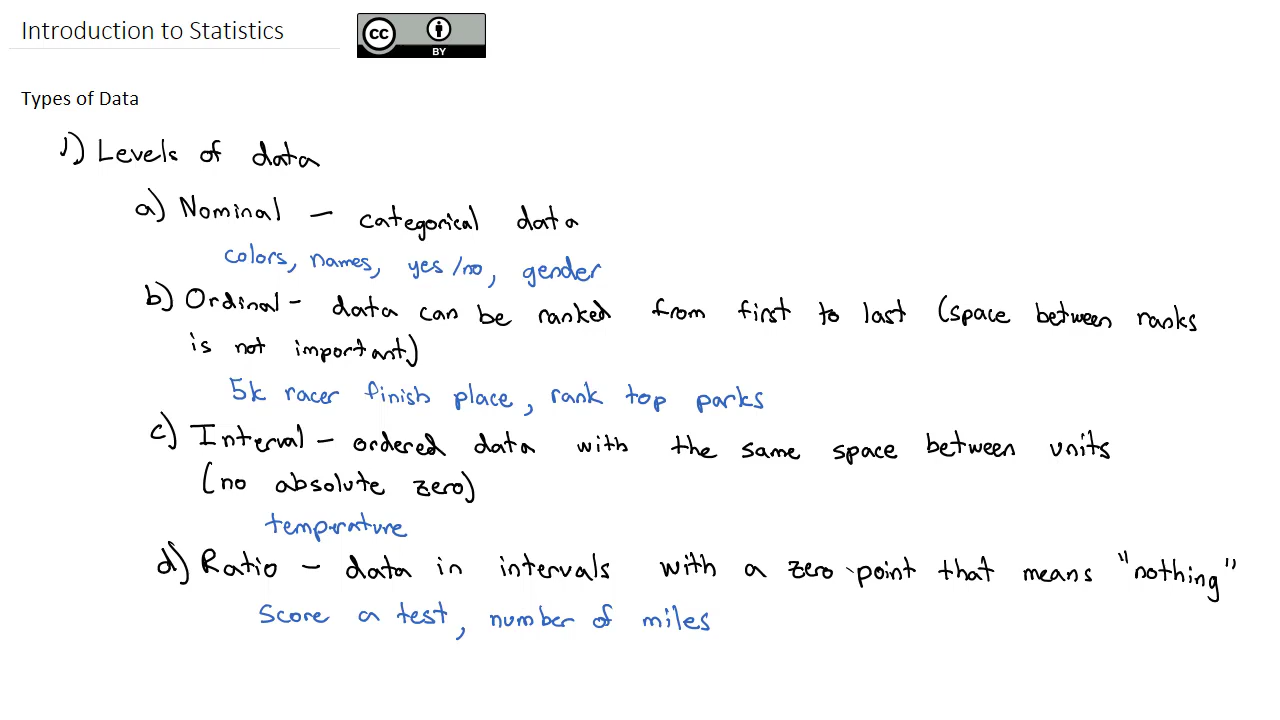 Introduction to Statistics
cc BY
Types of Data
1) Levels of data
a) Nominal - categorical data
colors, names, yes/no, gender
b) Ordinal - data can be ranked from first to last (space between ranks
is not important)
5k racer finish place, rank top parks
c) Interval - ordered data with the same space between units
(no absolute zero)
temperature
d) Ratio - data in intervals with a zero point that means "nothing"
Score a test, number of miles